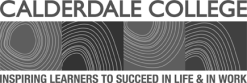 CALDERDALE COLLEGE
INSPIRING LEARNERS TO SUCCEED IN LIFE & IN WORK